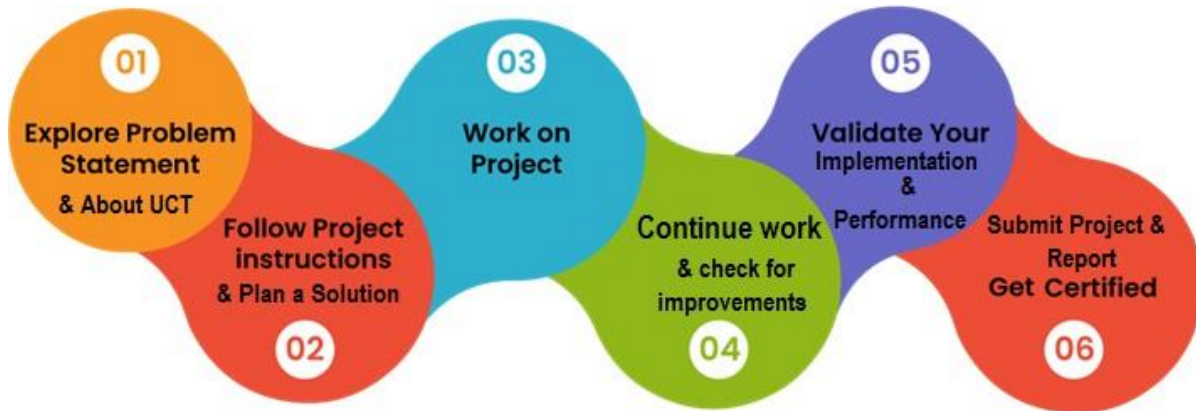 01
Explore Problem
Statement
& About UCT
Follow Project
instructions
& Plan a Solution
02
03
Work on
Project
Continue work
& check for
improvements
04
05
Validate Your
Implementation
&
Performance
Submit Project &
Report
Get Certified
06